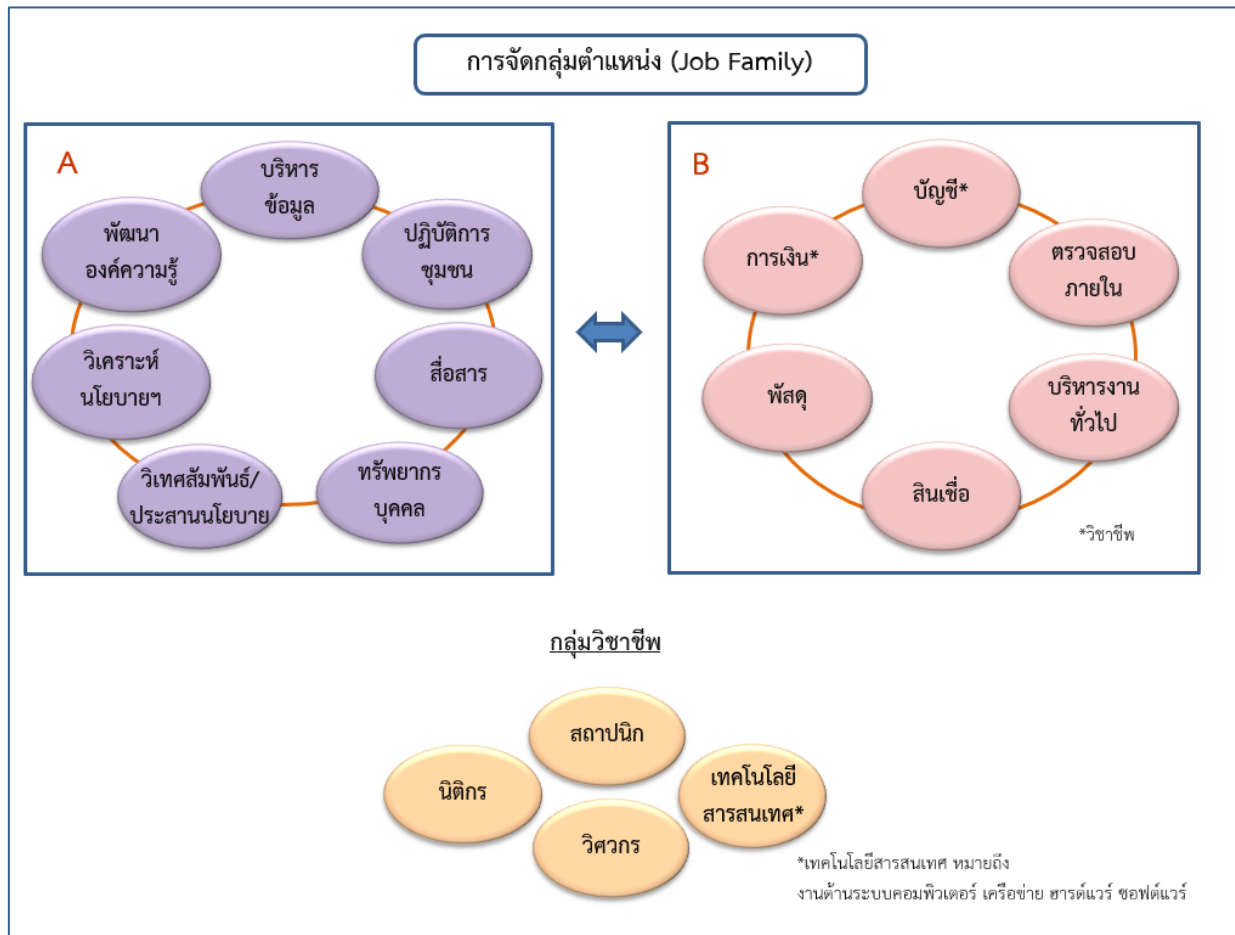 การจัดกลุ่มตำแหน่ง (Job Family)
A
บริหาร
ข้อมูล
ปฏิบัติการ
ชุมชน
สื่อสาร
ทรัพยากร
บุคคล
วิเทศสัมพันธ์/
ประสานนโยบาย
วิเคราะห์
นโยบายฯ
พัฒนา
องค์ความรู้
B
บัญชี*
ตรวจสอบ
ภายใน
บริหารงาน
ทั่วไป
สินเชื่อ
พัสดุ
การเงิน*
*วิชาชีพ
กลุ่มวิชาชีพ
สถาปนิก
นิติกร
เทคโนโลยี
สารสนเทศ*
วิศวกร
*เทคโนโลยีสารสนเทศ หมายถึง
งานด้านระบบคอมพิวเตอร์ เครือข่าย ฮารด์แวร์ ซอฟต์แวร์